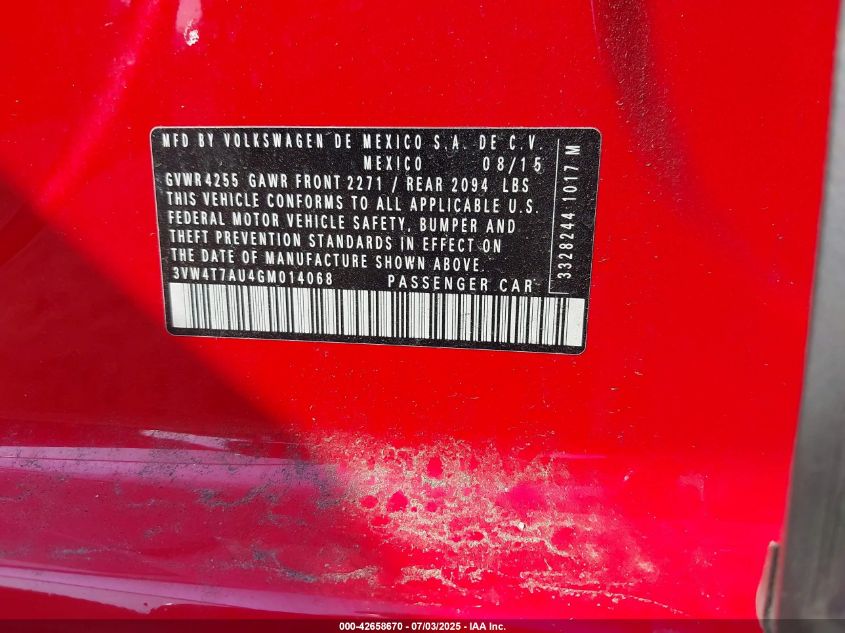 MFD BY VOLKSWAGEN DE MEXICO S.A. DE C.V.
MEXICO 08/15
GVWR 4255 GAWR FRONT 2271 / REAR 2094 LBS
THIS VEHICLE CONFORMS TO ALL APPLICABLE U.S.
FEDERAL MOTOR VEHICLE SAFETY, BUMPER AND
THEFT PREVENTION STANDARDS IN EFFECT ON
THE DATE OF MANUFACTURE SHOWN ABOVE.
3VW4T7AU4GM014068 PASSENGER CAR
3328244 1017 M
000-42658670 - 07/03/2025 - IAA Inc.